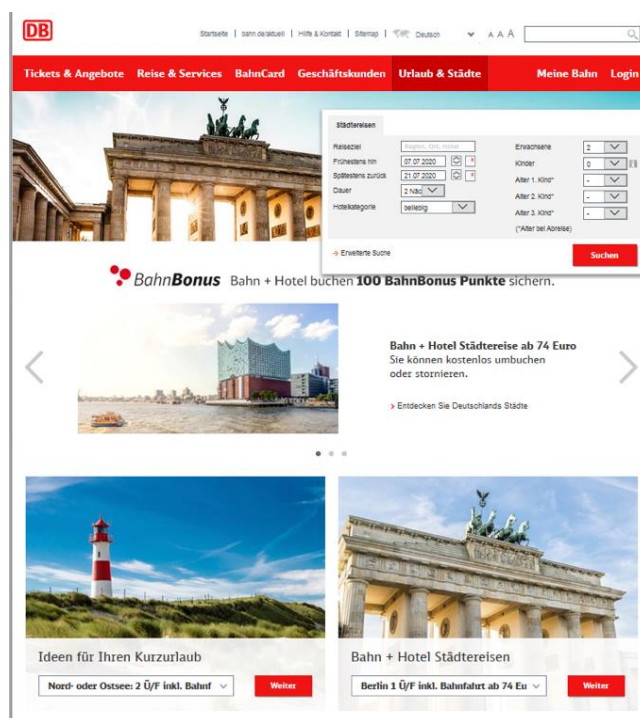 DB
Startseite | bahn.de/aktuell | Hilfe & Kontakt | Sitemap | Deutsch A A A
Tickets & Angebote Reise & Services BahnCard Geschäftskunden Urlaub & Städte Meine Bahn Login
Städtereisen
Reiseziel Region, Ort, Hotel Erwachsene 2
Frühestens hin 07.07.2020 Kinder 0
Spätestens zurück 21.07.2020 Alter 1. Kind* -
Dauer 2 Näc Alter 2. Kind* -
Hotelkategorie beliebig Alter 3. Kind* -
(*Alter bei Abreise)
Erweiterte Suche Suchen
BahnBonus Bahn + Hotel buchen 100 BahnBonus Punkte sichern.
Bahn + Hotel Städtereise ab 74 Euro
Sie können kostenlos umbuchen
oder stornieren.
Entdecken Sie Deutschlands Städte
Ideen für Ihren Kurzurlaub
Nord- oder Ostsee: 2 Ü/F inkl. Bahnf Weiter
Bahn + Hotel Städtereisen
Berlin 1 Ü/F inkl. Bahnfahrt ab 74 Eu Weiter